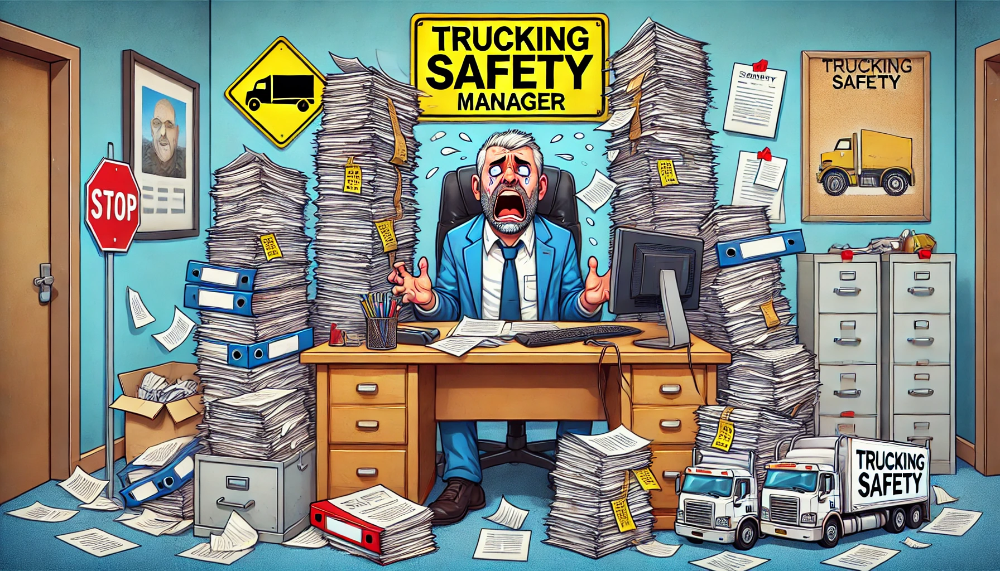 TRUCKING
SAFETY
MANAGER
STOP
TRUCKING
SAFETY
TRUCKING
SAFETY